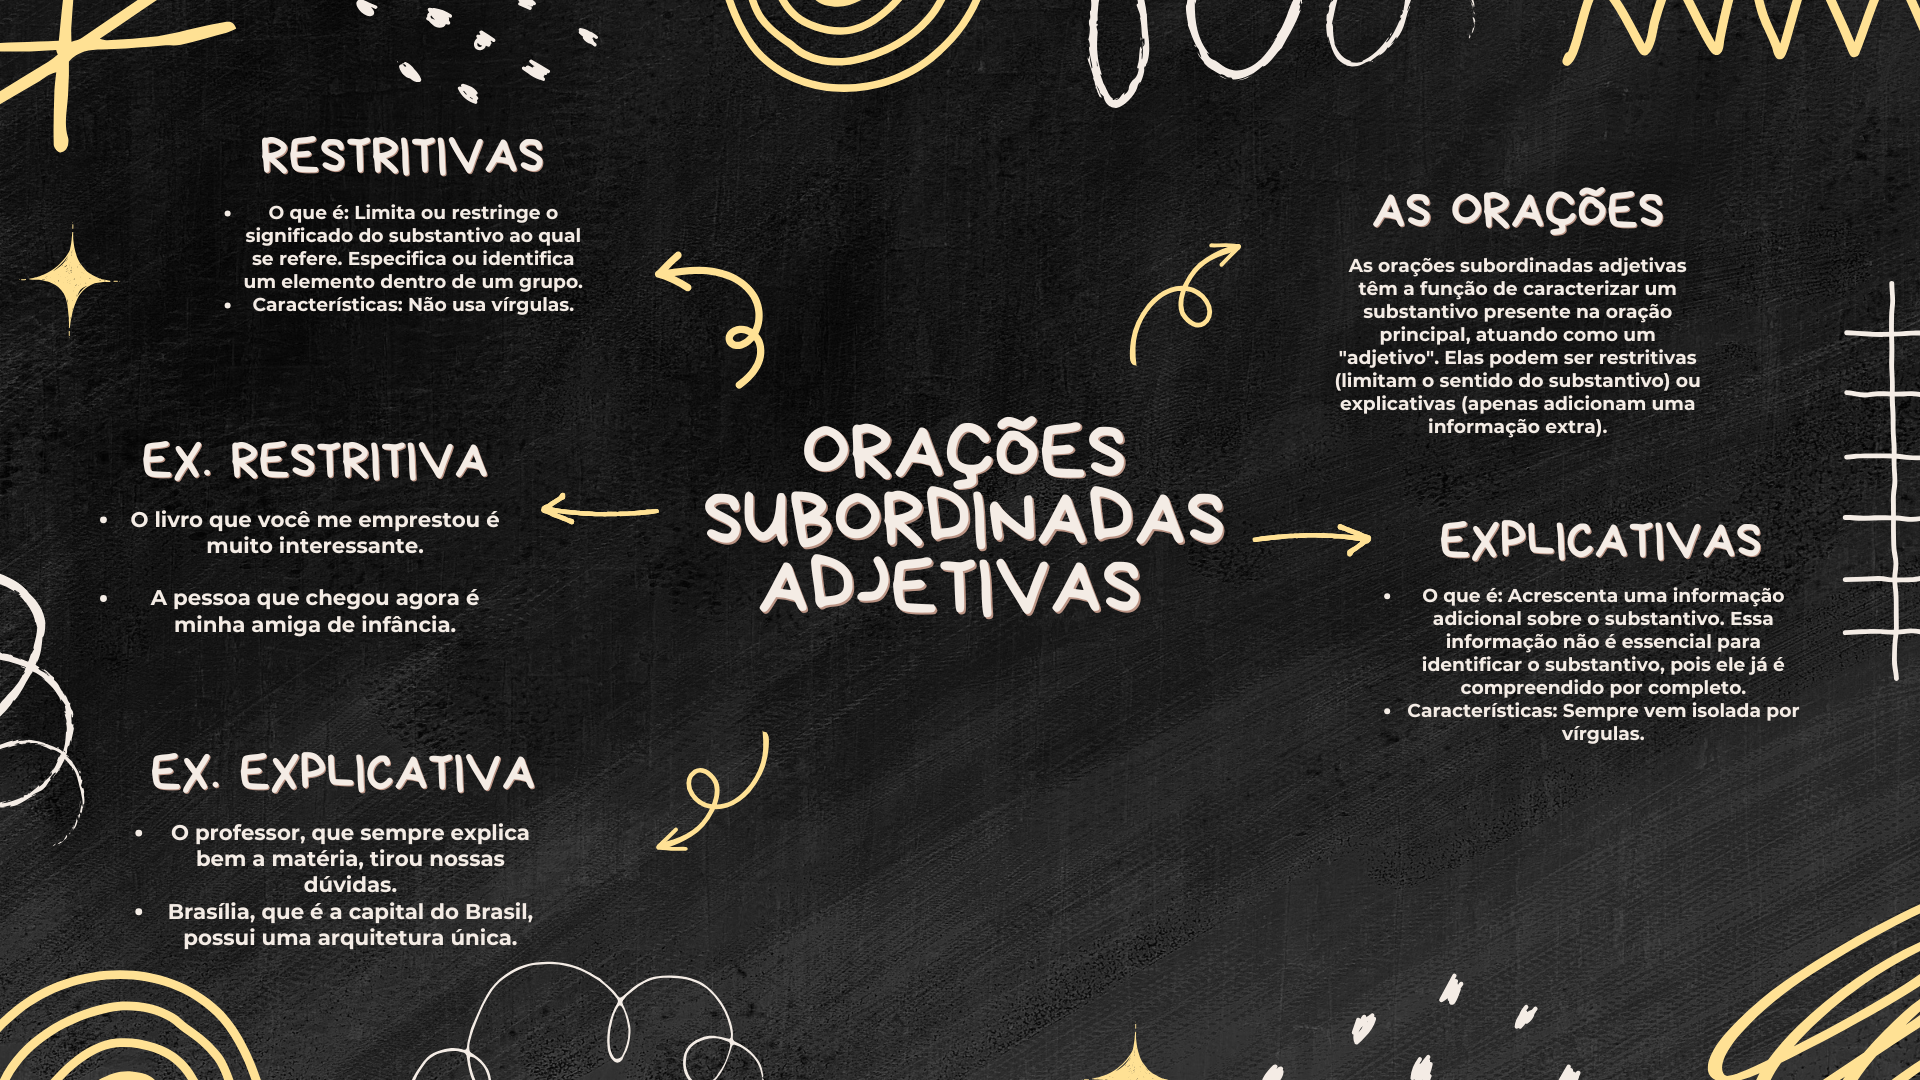 RESTRITIVAS
• O que é: Limita ou restringe o
significado do substantivo ao qual
se refere. Especifica ou identifica
um elemento dentro de um grupo.
• Características: Não usa vírgulas.
EX. RESTRITIVA
• O livro que você me emprestou é
muito interessante.
• A pessoa que chegou agora é
minha amiga de infância.
EX. EXPLICATIVA
• O professor, que sempre explica
bem a matéria, tirou nossas
dúvidas.
• Brasília, que é a capital do Brasil,
possui uma arquitetura única.
ORAÇÕES
SUBORDINADAS
ADJETIVAS
AS ORAÇÕES
As orações subordinadas adjetivas
têm a função de caracterizar um
substantivo presente na oração
principal, atuando como um
"adjetivo". Elas podem ser restritivas
(limitam o sentido do substantivo) ou
explicativas (apenas adicionam uma
informação extra).
EXPLICATIVAS
• O que é: Acrescenta uma informação
adicional sobre o substantivo. Essa
informação não é essencial para
identificar o substantivo, pois ele já é
compreendido por completo.
• Características: Sempre vem isolada por
vírgulas.